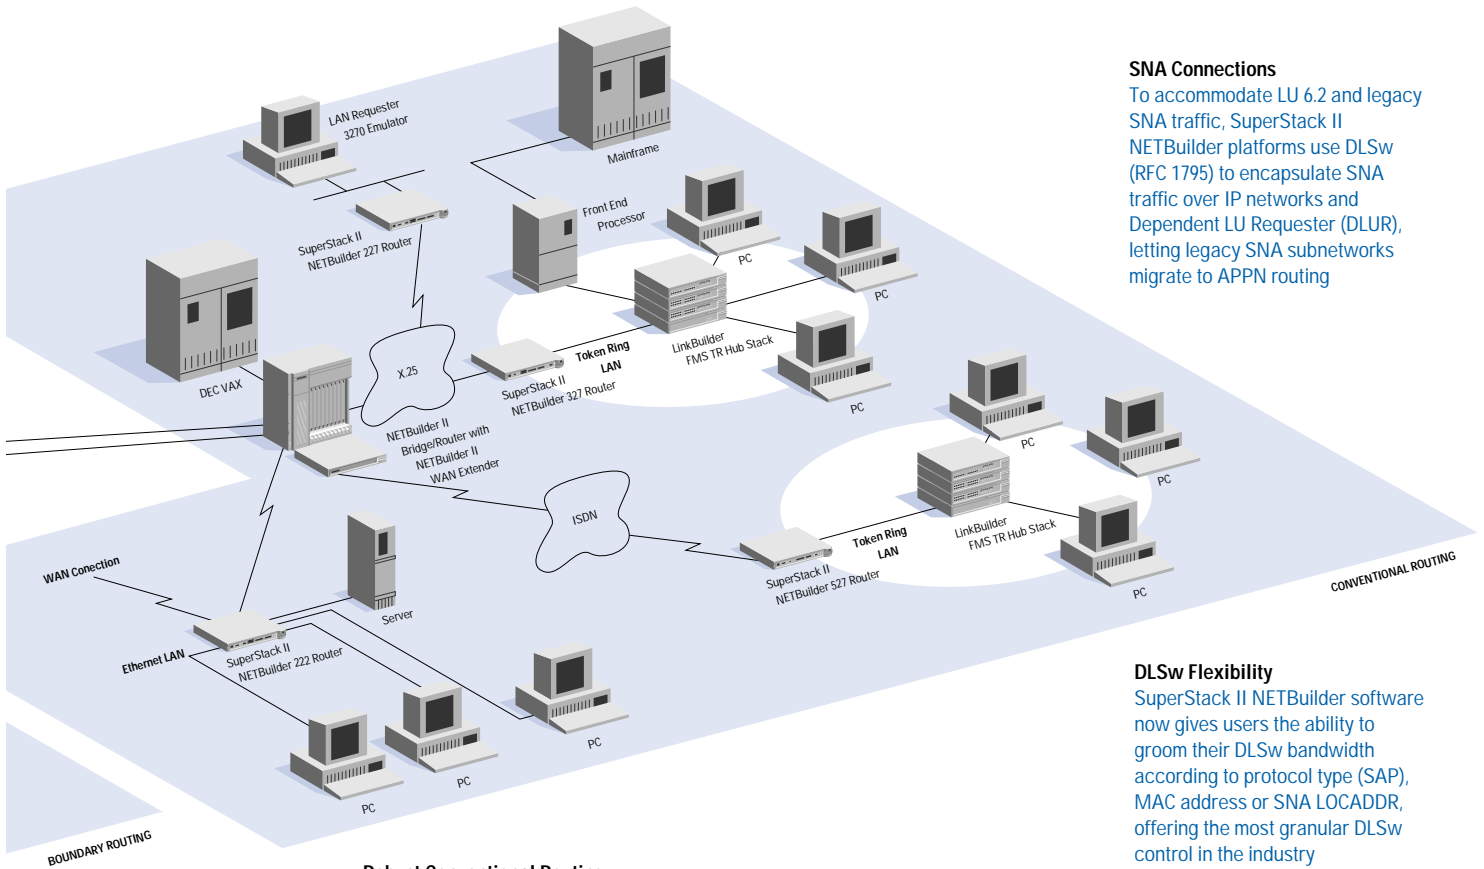 SNA Connections
To accommodate LU 6.2 and legacy
SNA traffic, SuperStack II
NETBuilder platforms use DLSw
(RFC 1795) to encapsulate SNA
traffic over IP networks and
Dependent LU Requester (DLUR),
letting legacy SNA subnetworks
migrate to APPN routing
LAN Requester
3270 Emulator
Mainframe
SuperStack II
NETBuilder 227 Router
Front End
Processor
PC
PC
DEC VAX
X.25
LinkBuilder
FMS TR Hub Stack
Token Ring
LAN
SuperStack II
NETBuilder 327 Router
PC
NETBuilder II
Bridge/Router with
NETBuilder II
WAN Extender
PC
PC
ISDN
LinkBuilder
FMS TR Hub Stack
Token Ring
LAN
SuperStack II
NETBuilder 527 Router
PC
CONVENTIONAL ROUTING
WAN Conection
Server
Ethernet LAN
SuperStack II
NETBuilder 222 Router
PC
PC
PC
BOUNDARY ROUTING
DLSw Flexibility
SuperStack II NETBuilder software
now gives users the ability to
groom their DLSw bandwidth
according to protocol type (SAP),
MAC address or SNA LOCADDR,
offering the most granular DLSw
control in the industry